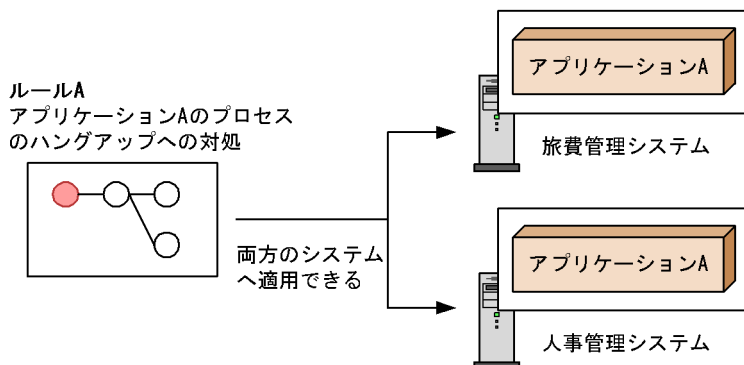 ルールA
アプリケーションAのプロセス
のハングアップへの対処
両方のシステム
へ適用できる
アプリケーションA
旅費管理システム
アプリケーションA
人事管理システム